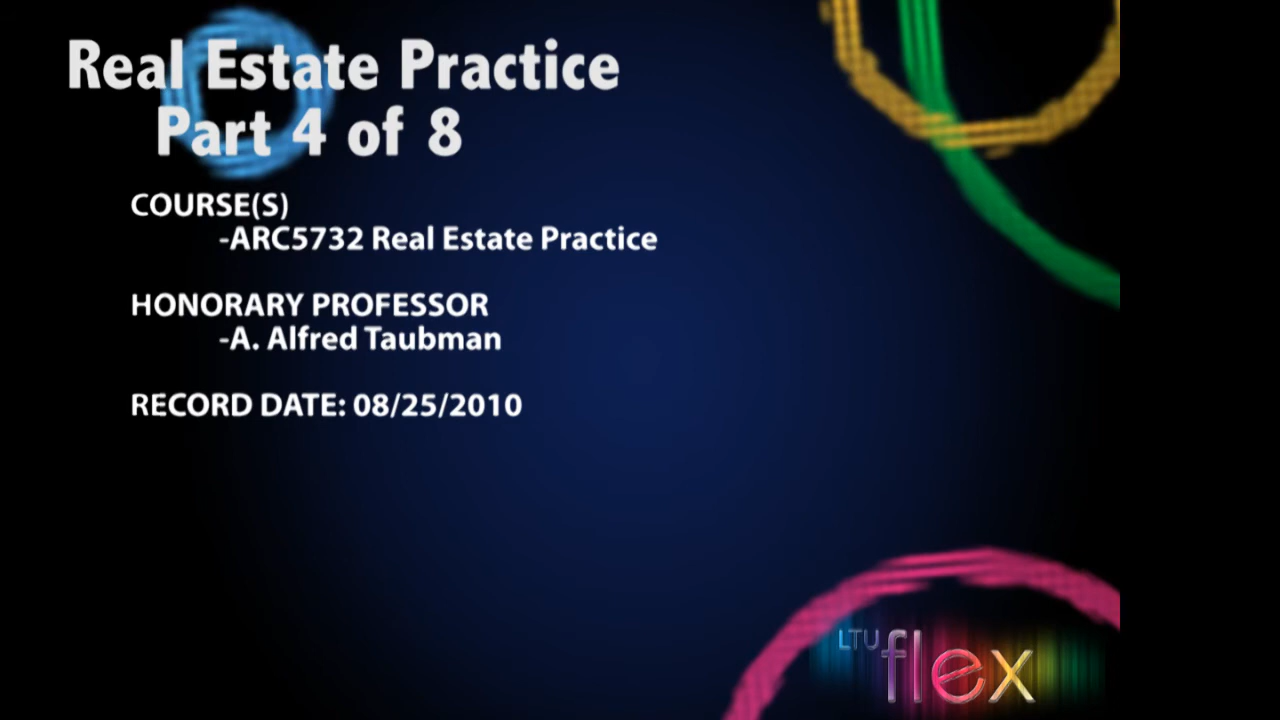 Real Estate Practice
Part 4 of 8
COURSE(S)
-ARC5732 Real Estate Practice
HONORARY PROFESSOR
-A. Alfred Taubman
RECORD DATE: 08/25/2010
LTU flex